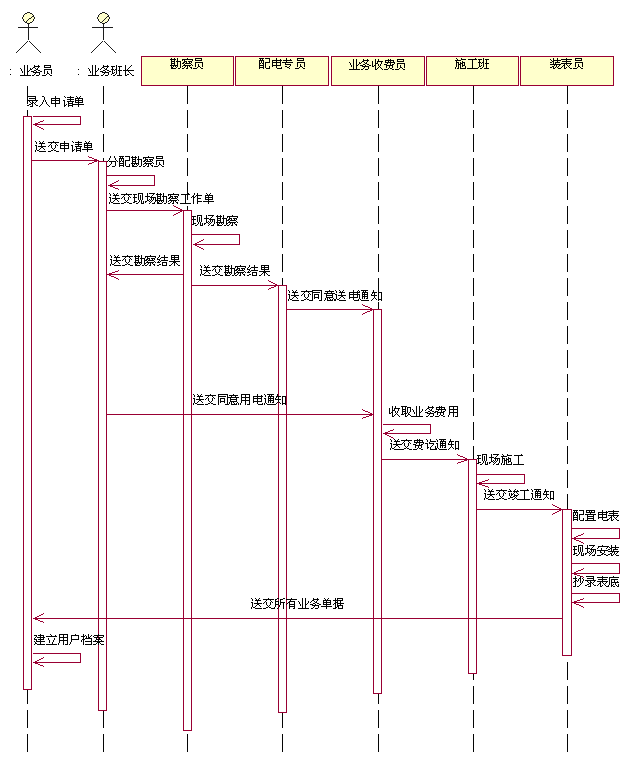 : 业务员
: 业务班长
勘察员
配电专员
业务收费员
施工班
装表员
录入申请单
送交申请单
分配勘察员
送交现场勘察工作单
现场勘察
送交勘察结果
送交勘察结果
送交同意送电通知
送交同意用电通知
收取业务费用
送交费讫通知
现场施工
送交竣工通知
配置电表
现场安装
抄录表底
送交所有业务单据
建立用户档案